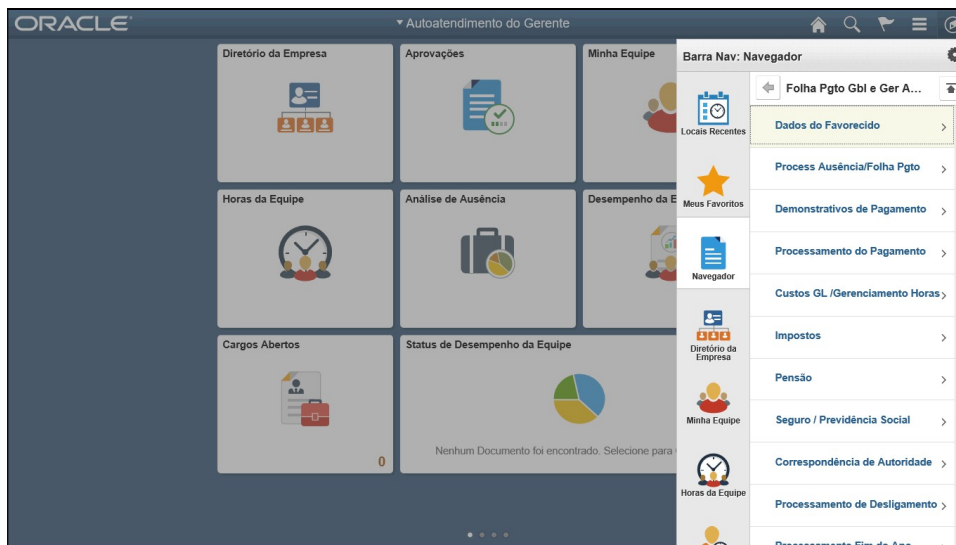 ORACLE
Autoatendimento do Gerente
Diretório da Empresa
Aprovações
Minha Equipe
Horas da Equipe
Análise de Ausência
Desempenho da E
Cargos Abertos
0
Status de Desempenho da Equipe
Nenhum Documento foi encontrado. Selecione para
Barra Nav: Navegador
Locais Recentes
Meus Favoritos
Navegador
Diretório da
Empresa
Minha Equipe
Horas da Equipe
Folha Pgto Gbl e Ger A...
Dados do Favorecido
Process Ausência/Folha Pgto
Demonstrativos de Pagamento
Processamento do Pagamento
Custos GL /Gerenciamento Horas
Impostos
Pensão
Seguro / Previdência Social
Correspondência de Autoridade
Processamento de Desligamento
Processamento Fim de Ano